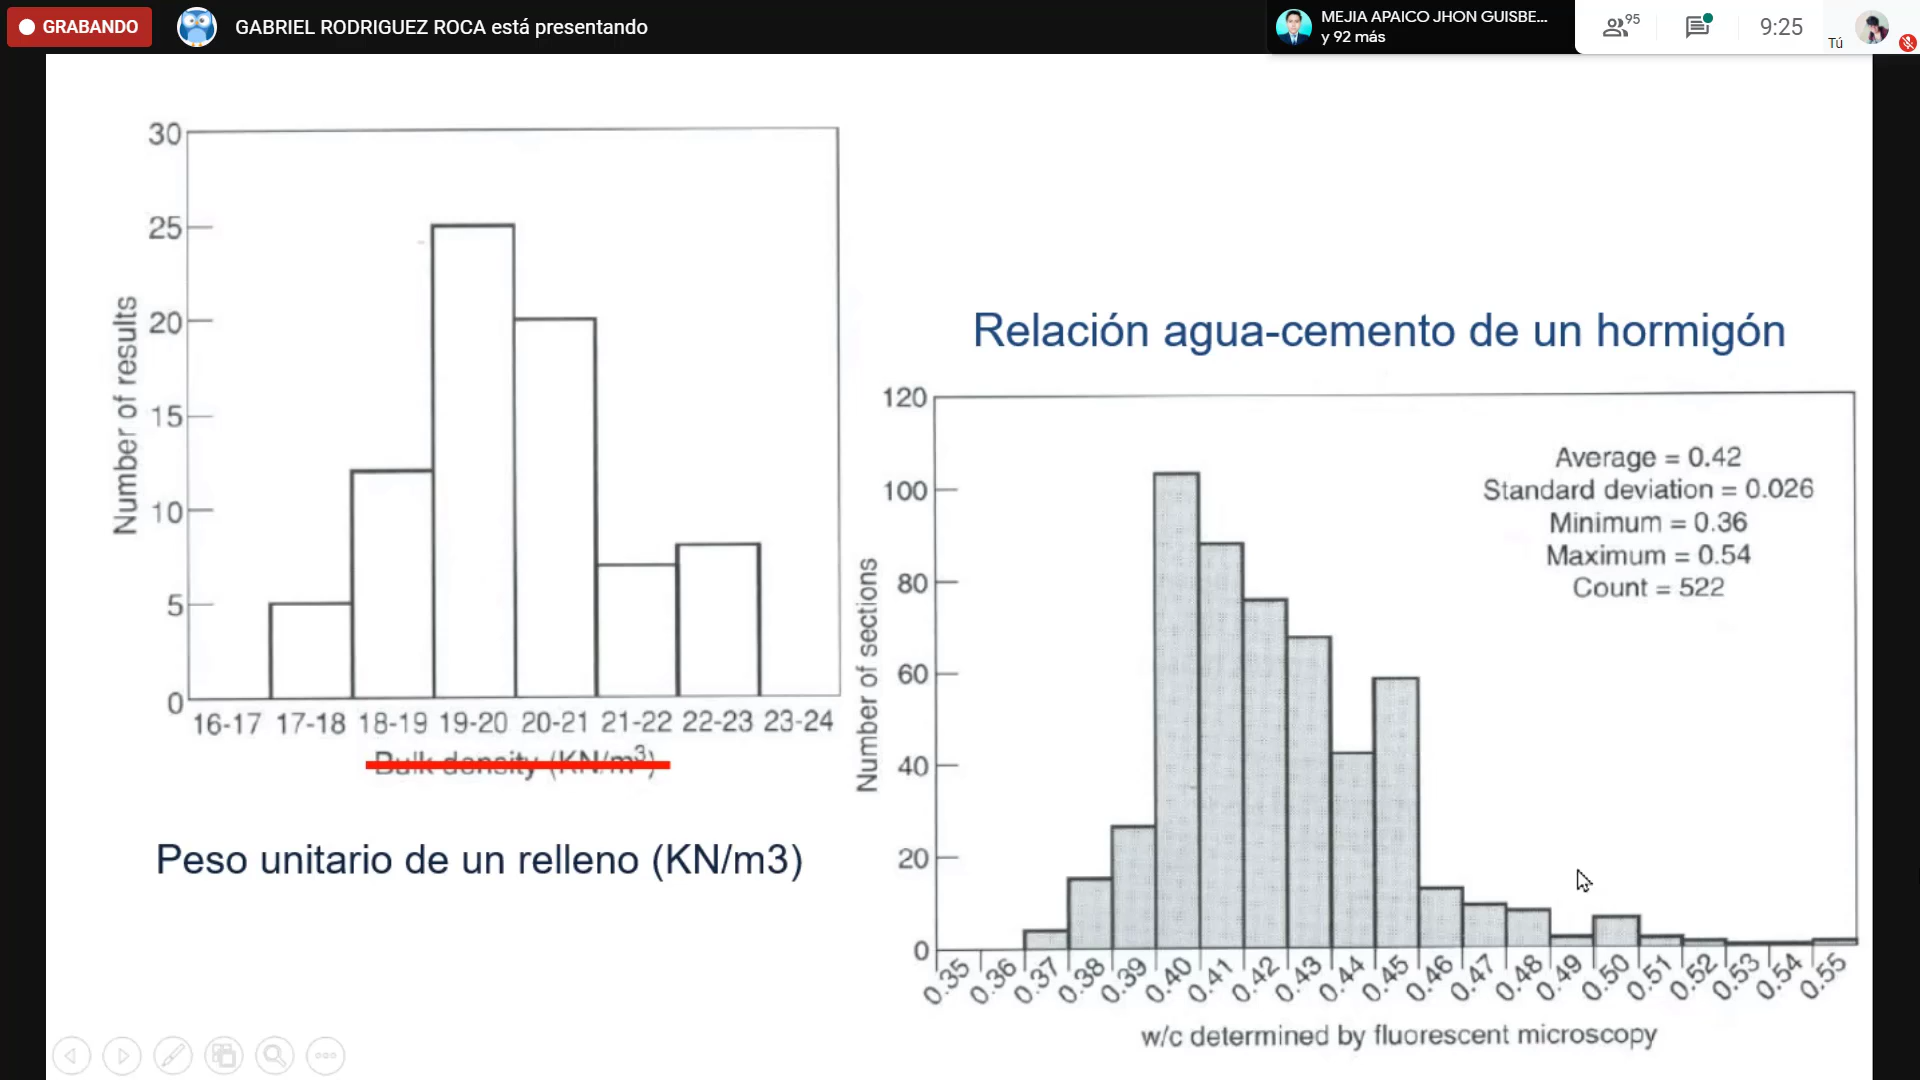 GRABANDO
GABRIEL RODRIGUEZ ROCA está presentando
MEJIA APAICO JHON GUISBE...
y 92 más
95
9:25
Tú
30
25
20
15
10
5
0
Number of results
16-17 17-18 18-19 19-20 20-21 21-22 22-23 23-24
Bulk density (KN/m³)
Peso unitario de un relleno (KN/m3)
Relación agua-cemento de un hormigón
120
100
80
60
40
20
0
Number of sections
Average = 0.42
Standard deviation = 0.026
Minimum = 0.36
Maximum = 0.54
Count = 522
0.35 0.36 0.37 0.38 0.39 0.40 0.41 0.42 0.43 0.44 0.45 0.46 0.47 0.48 0.49 0.50 0.51 0.52 0.53 0.54 0.55
w/c determined by fluorescent microscopy